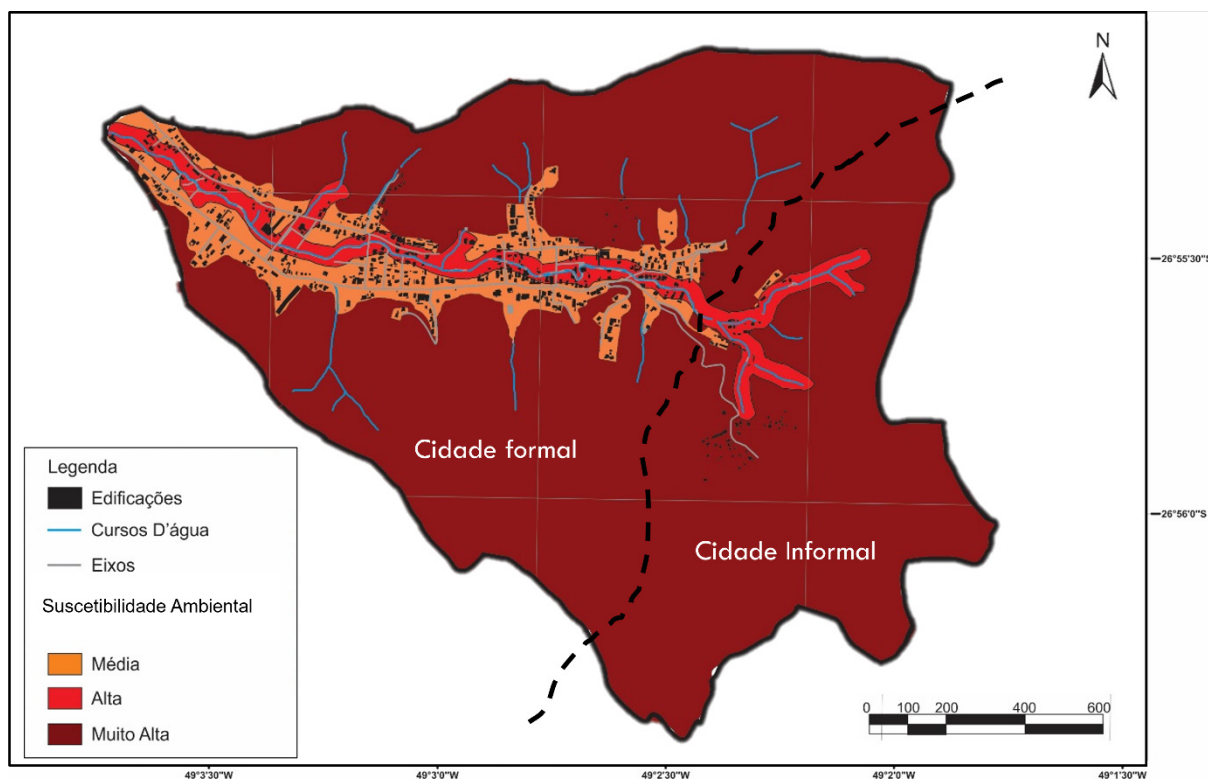 N
26°55'30"S
Cidade formal
Cidade Informal
26°56'0"S
Legenda
Edificações
Cursos D'água
Eixos
Suscetibilidade Ambiental
Média
Alta
Muito Alta
0 100 200 400 600
49°3'30"W 49°3'0"W 49°2'30"W 49°2'0"W 49°1'30"W